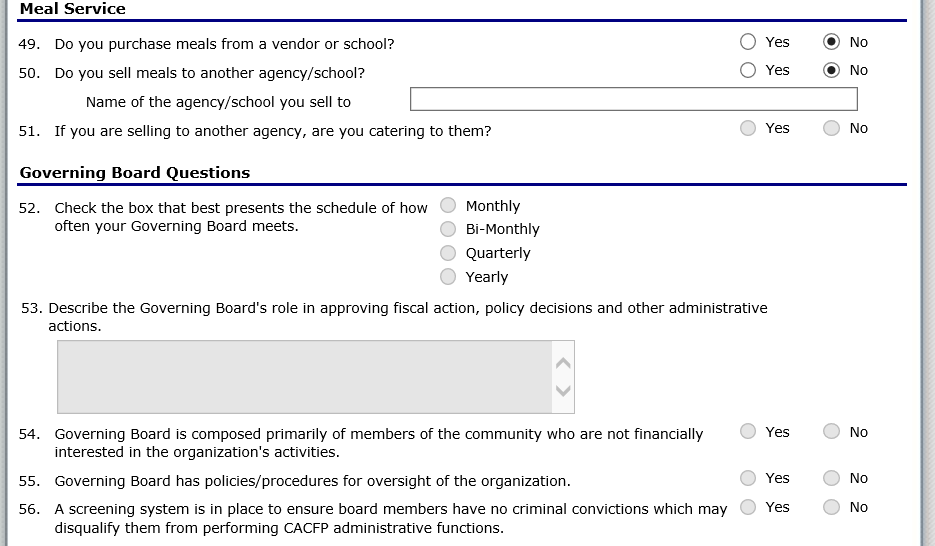 Meal Service
49. Do you purchase meals from a vendor or school? Yes No
50. Do you sell meals to another agency/school? Yes No
Name of the agency/school you sell to
51. If you are selling to another agency, are you catering to them? Yes No
Governing Board Questions
52. Check the box that best presents the schedule of how
often your Governing Board meets.
Monthly
Bi-Monthly
Quarterly
Yearly
53. Describe the Governing Board's role in approving fiscal action, policy decisions and other administrative
actions.
54. Governing Board is composed primarily of members of the community who are not financially
interested in the organization's activities. Yes No
55. Governing Board has policies/procedures for oversight of the organization. Yes No
56. A screening system is in place to ensure board members have no criminal convictions which may
disqualify them from performing CACFP administrative functions. Yes No